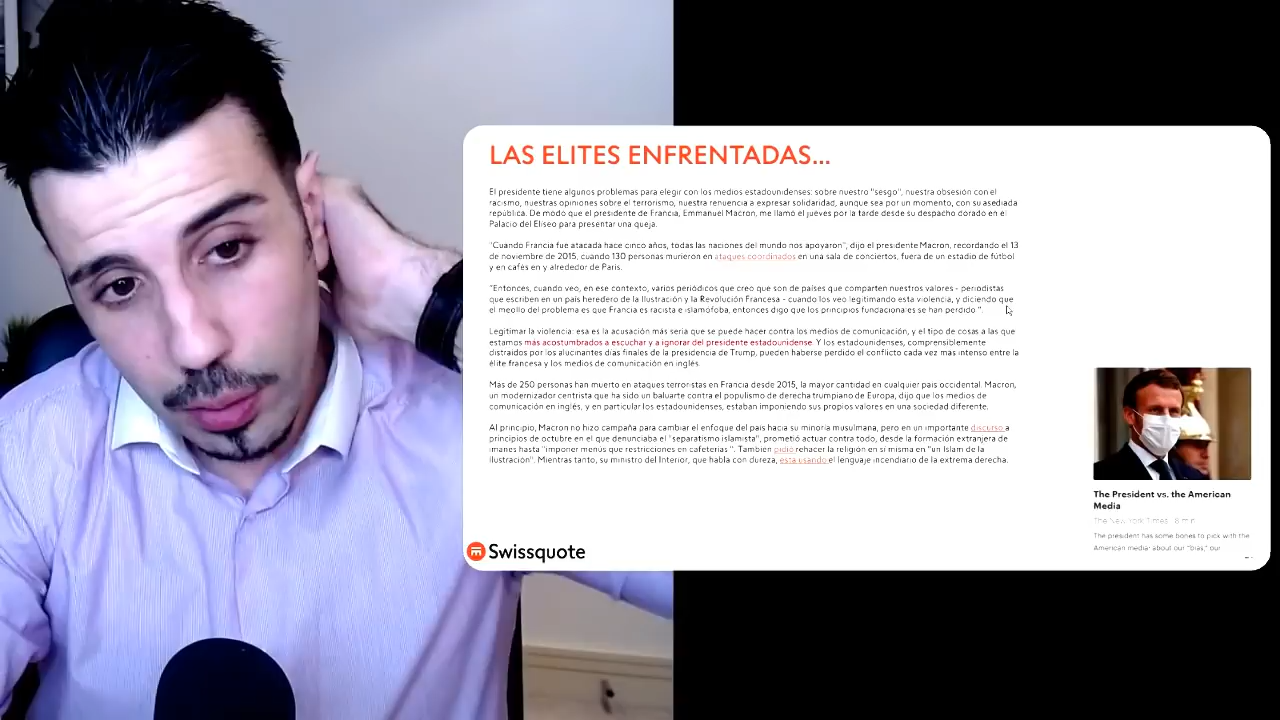 LAS ELITES ENFRENTADAS...
El presidente tiene algunos problemas para elegir con los medios estadounidenses: sobre nuestro "sesgo", nuestra obsesión con el
racismo, nuestras opiniones sobre el terrorismo, nuestra renuencia a expresar solidaridad, aunque sea por un momento, con su asediada
república. De modo que el presidente de Francia, Emmanuel Macron, me llamó el jueves por la tarde desde su despacho dorado en el
Palacio del Elíseo para presentar una queja.
"Cuando Francia fue atacada hace cinco años, todas las naciones del mundo nos apoyaron", dijo el presidente Macron, recordando el 13
de noviembre de 2015, cuando 130 personas murieron en ataques coordinados en una sala de conciertos, fuera de un estadio de fútbol
y en cafés en y alrededor de París.
"Entonces, cuando veo, en ese contexto, varios periódicos que creo que son de países que comparten nuestros valores - periodistas
que escriben en un país heredero de la Ilustración y la Revolución Francesa - cuando los veo legitimando esta violencia, y diciendo que
el meollo del problema es que Francia es racista e islamófoba, entonces digo que los principios fundacionales se han perdido ".
Legitimar la violencia: esa es la acusación más seria que se puede hacer contra los medios de comunicación, y el tipo de cosas a las que
estamos más acostumbrados a escuchar y a ignorar del presidente estadounidense. Y los estadounidenses, comprensiblemente
distraídos por los alucinantes días finales de la presidencia de Trump, pueden haberse perdido el conflicto cada vez más intenso entre la
élite francesa y los medios de comunicación en inglés.
Más de 250 personas han muerto en ataques terroristas en Francia desde 2015, la mayor cantidad en cualquier país occidental. Macron,
un modernizador centrista que ha sido un baluarte contra el populismo de derecha trumpiano de Europa, dijo que los medios de
comunicación en inglés, y en particular los estadounidenses, estaban imponiendo sus propios valores en una sociedad diferente.
Al principio, Macron no hizo campaña para cambiar el enfoque del país hacia su minoría musulmana, pero en un importante discurso a
principios de octubre en el que denunciaba el "separatismo islamista", prometió actuar contra todo, desde la formación extranjera de
imanes hasta "imponer menús que restricciones en cafeterías ". También pidió rehacer la religión en sí misma en "un Islam de la
Ilustración". Mientras tanto, su ministro del Interior, que habla con dureza, está usando el lenguaje incendiario de la extrema derecha.
The President vs. the American
Media
The New York Times · 8 min
The president has some bones to pick with the
American media: about our "bias," our
Swissquote